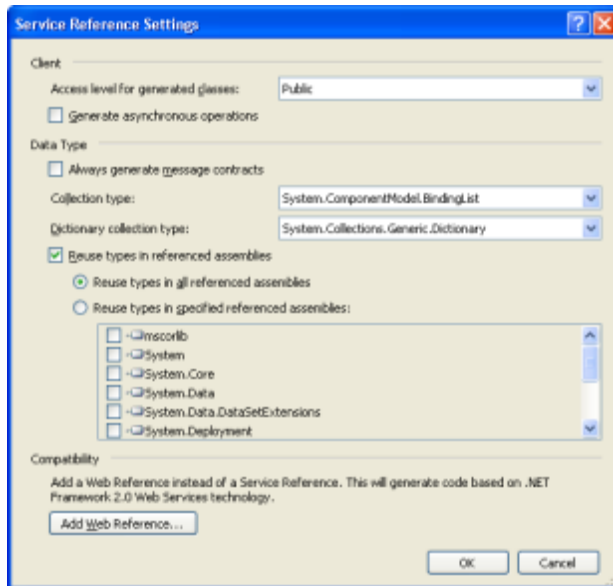 Service Reference Settings
Client
Access level for generated classes:
Public
Generate asynchronous operations
Data Type
Always generate message contracts
Collection type:
System.ComponentModel.BindingList
Dictionary collection type:
System.Collections.Generic.Dictionary
Reuse types in referenced assemblies
Reuse types in all referenced assemblies
Reuse types in specified referenced assemblies:
mscorlib
System
System.Core
System.Data
System.Data.DataSetExtensions
System.Deployment
Compatibility
Add a Web Reference instead of a Service Reference. This will generate code based on .NET
Framework 2.0 Web Services technology.
Add Web Reference...
OK
Cancel